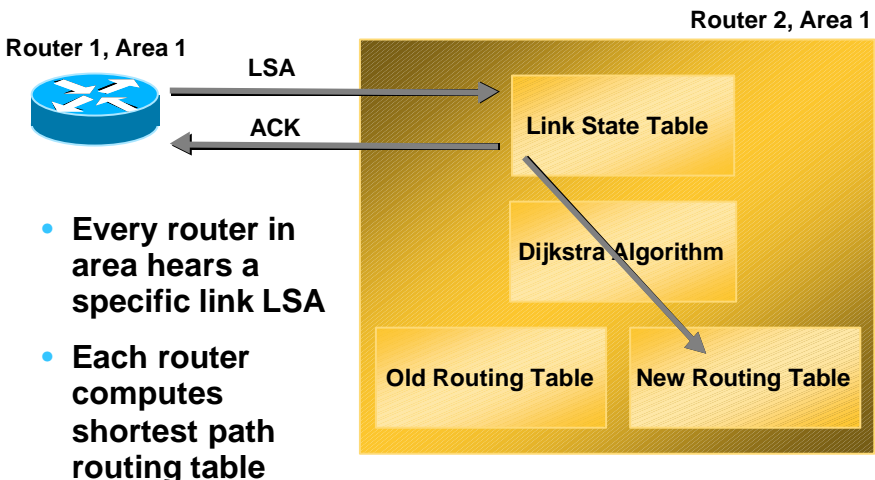 Router 2, Area 1
Router 1, Area 1
LSA
ACK
Link State Table
Dijkstra Algorithm
Old Routing Table
New Routing Table
• Every router in
area hears a
specific link LSA
• Each router
computes
shortest path
routing table